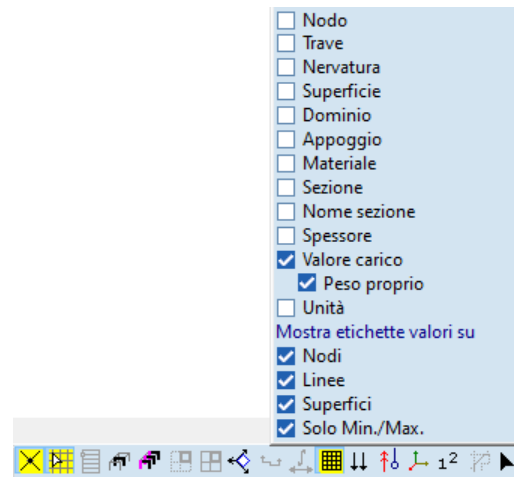 Nodo
Trave
Nervatura
Superficie
Dominio
Appoggio
Materiale
Sezione
Nome sezione
Spessore
Valore carico
Peso proprio
Unità
Mostra etichette valori su
Nodi
Linee
Superfici
Solo Min./Max.
1²